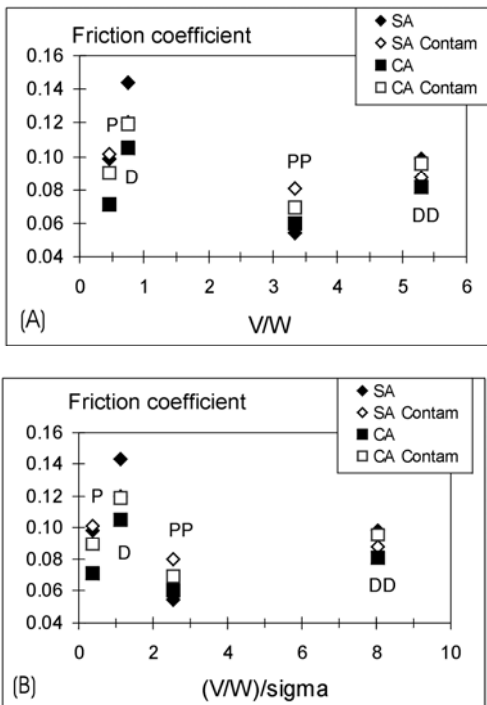 Friction coefficient
SA
SA Contam
CA
CA Contam
0.16
0.14
0.12
0.10
0.08
0.06
0.04
P
D
PP
DD
0 1 2 3 4 5 6
V/W
(A)
Friction coefficient
SA
SA Contam
CA
CA Contam
0.16
0.14
0.12
0.10
0.08
0.06
0.04
P
D
PP
DD
0 2 4 6 8 10
(V/W)/sigma
(B)